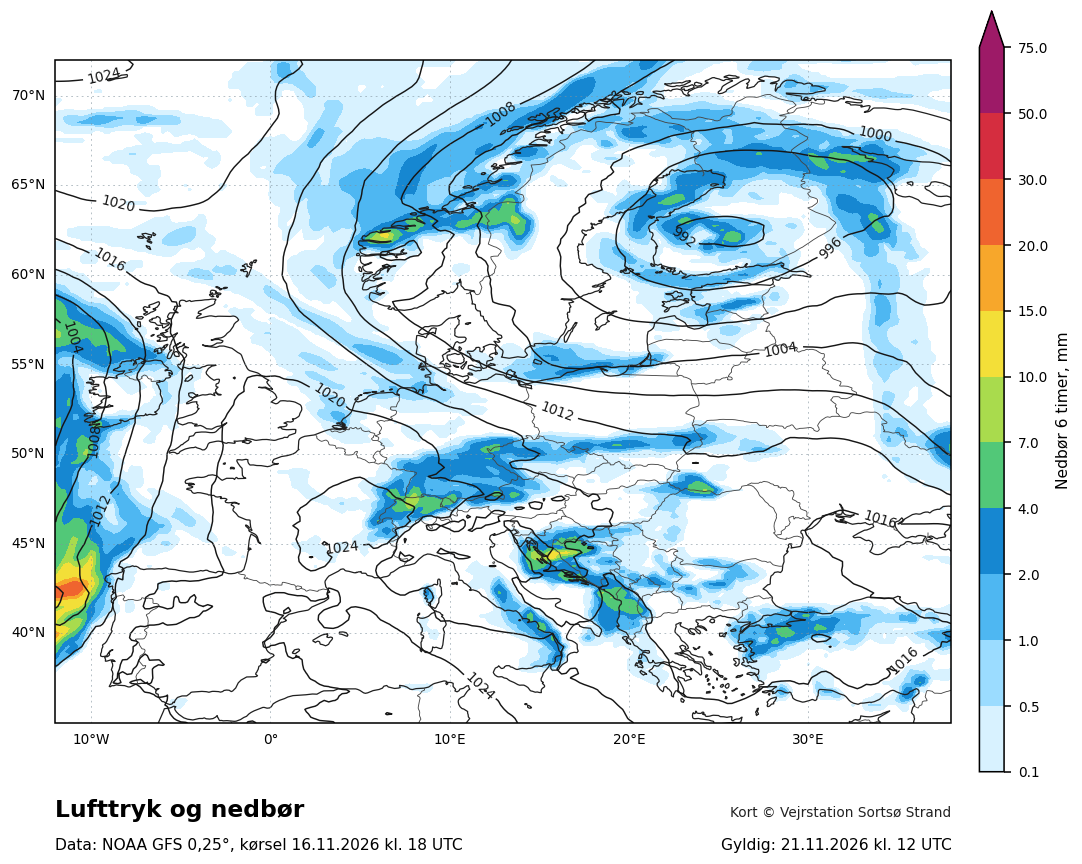 1024
1008
1000
1020
1016
992
996
1004
1004
1020
1012
1008
1012
1016
1024
1016
1024
70°N
65°N
60°N
55°N
50°N
45°N
40°N
10°W
0°
10°E
20°E
30°E
75.0
50.0
30.0
20.0
15.0
10.0
7.0
4.0
2.0
1.0
0.5
0.1
Nedbør 6 timer, mm
Lufttryk og nedbør
Kort © Vejrstation Sortsø Strand
Data: NOAA GFS 0,25°, kørsel 16.11.2026 kl. 18 UTC
Gyldig: 21.11.2026 kl. 12 UTC